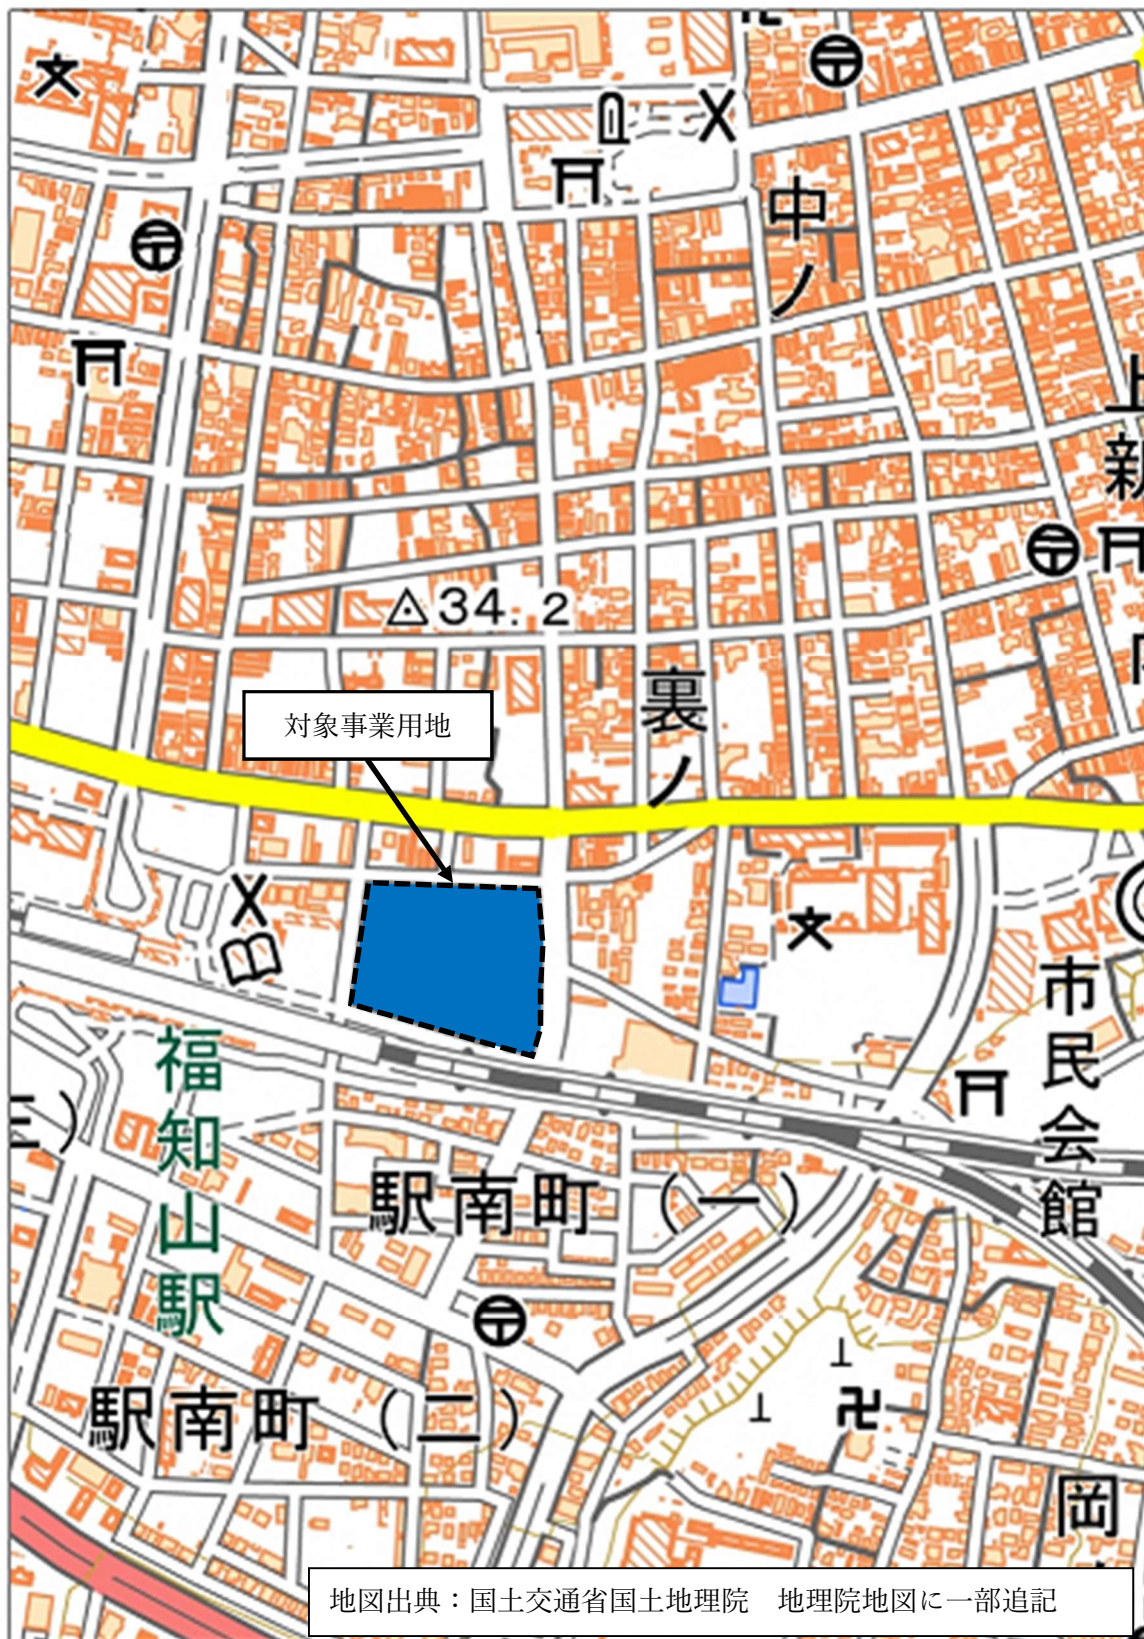 中ノ
上新
34.2
裏ノ
対象事業用地
市民会館
福知山駅
三)
駅南町(一)
駅南町(二)
岡
地図出典：国土交通省国土地理院　地理院地図に一部追記